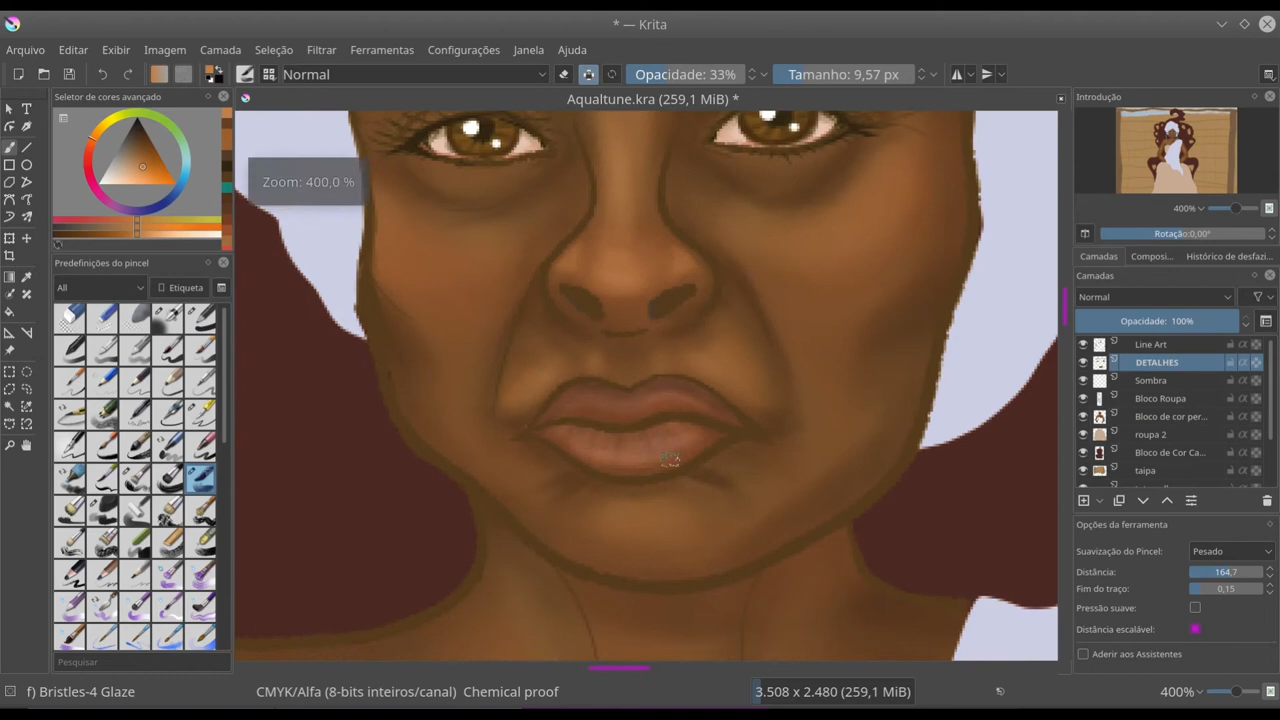 * — Krita
Arquivo Editar Exibir Imagem Camada Seleção Filtrar Ferramentas Configurações Janela Ajuda
Normal
Opacidade: 33%
Tamanho: 9,57 px
Seletor de cores avançado
Aqualtune.kra (259,1 MiB) *
Introdução
Zoom: 400,0 %
400%
Rotação:0,00°
Camadas Composi... Histórico de desfazi...
Predefinições do pincel
Camadas
All
Etiqueta
Normal
Opacidade: 100%
Line Art
DETALHES
Sombra
Bloco Roupa
Bloco de cor per...
roupa 2
Bloco de Cor Ca...
taipa
Opções da ferramenta
Suavização do Pincel: Pesado
Distância: 164,7
Fim do traço: 0,15
Pressão suave:
Distância escalável:
Aderir aos Assistentes
Pesquisar
f) Bristles-4 Glaze
CMYK/Alfa (8-bits inteiros/canal) Chemical proof
3.508 x 2.480 (259,1 MiB)
400%